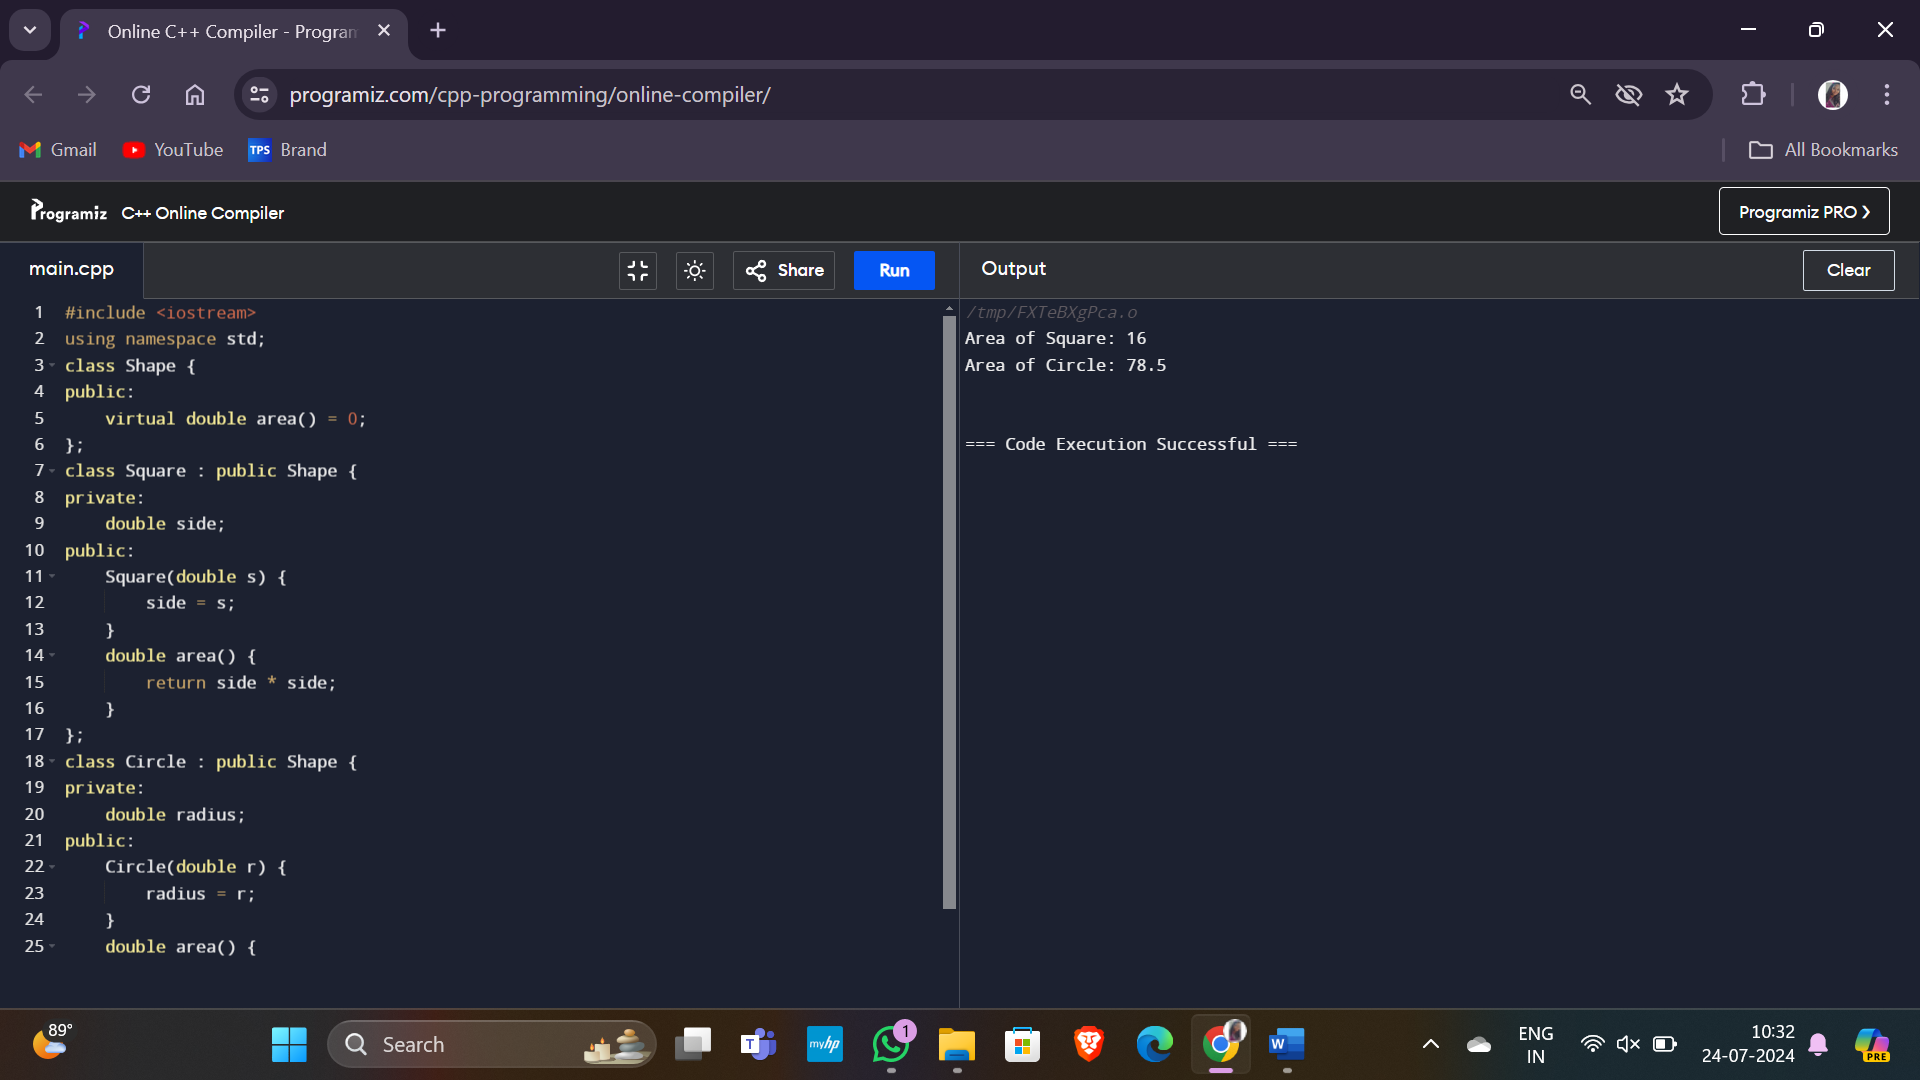 Online C++ Compiler - Program
programiz.com/cpp-programming/online-compiler/
Gmail
YouTube
TPS Brand
All Bookmarks
Programiz C++ Online Compiler
Programiz PRO ❯
main.cpp
Share
Run
Output
Clear
1 #include <iostream>
2 using namespace std;
3 class Shape {
4 public:
5     virtual double area() = 0;
6 };
7 class Square : public Shape {
8 private:
9     double side;
10 public:
11     Square(double s) {
12         side = s;
13     }
14     double area() {
15         return side * side;
16     }
17 };
18 class Circle : public Shape {
19 private:
20     double radius;
21 public:
22     Circle(double r) {
23         radius = r;
24     }
25     double area() {
/tmp/FXTeBXgPca.o
Area of Square: 16
Area of Circle: 78.5
=== Code Execution Successful ===
89°
Search
T
myhp
1
W
ENG
IN
10:32
24-07-2024
PRE